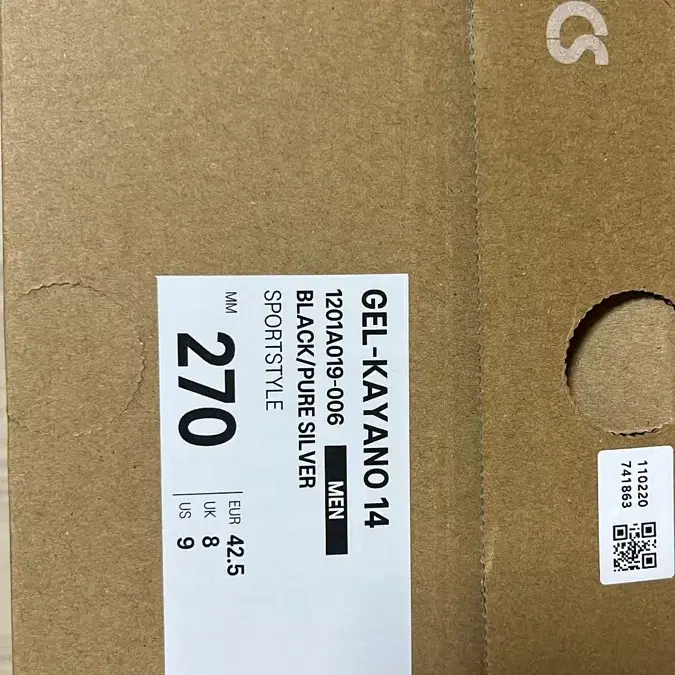 cs
GEL-KAYANO 14
1201A019-006 MEN
BLACK/PURE SILVER
SPORTSTYLE
MM 270
EUR 42.5
UK 8
US 9
110220
741863